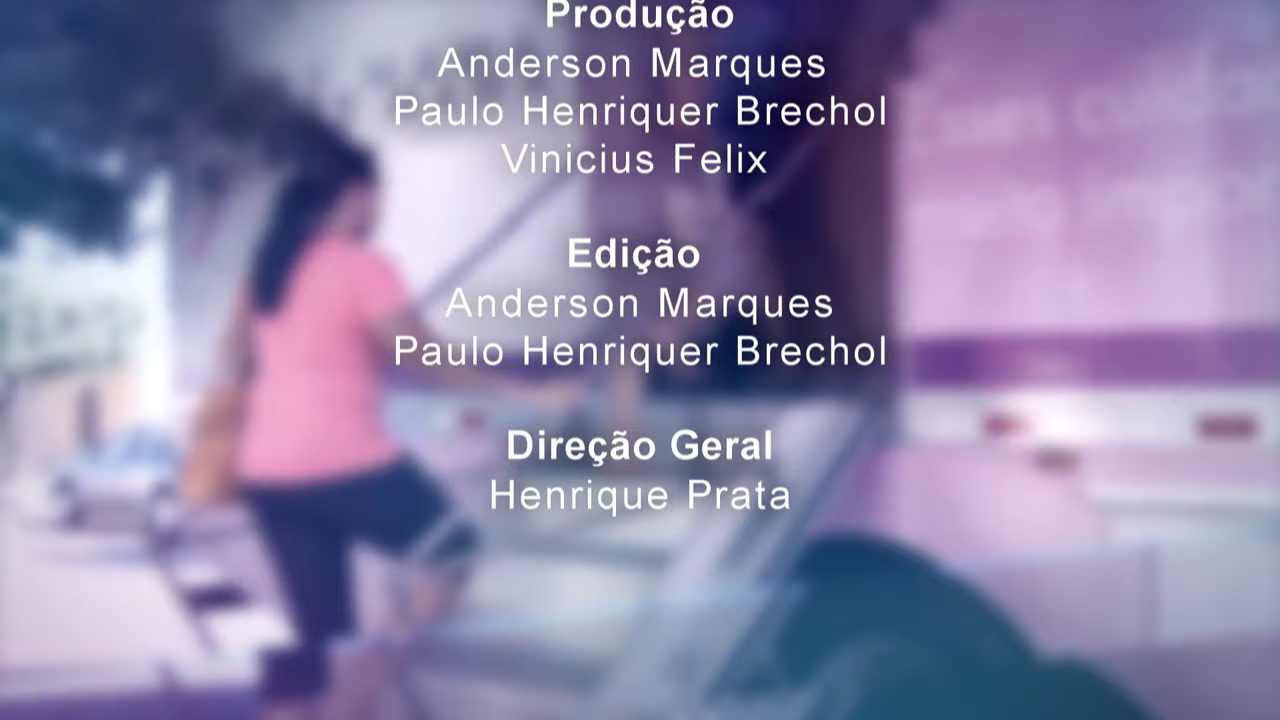 Produção
Anderson Marques
Paulo Henriquer Brechol
Vinicius Felix
Edição
Anderson Marques
Paulo Henriquer Brechol
Direção Geral
Henrique Prata